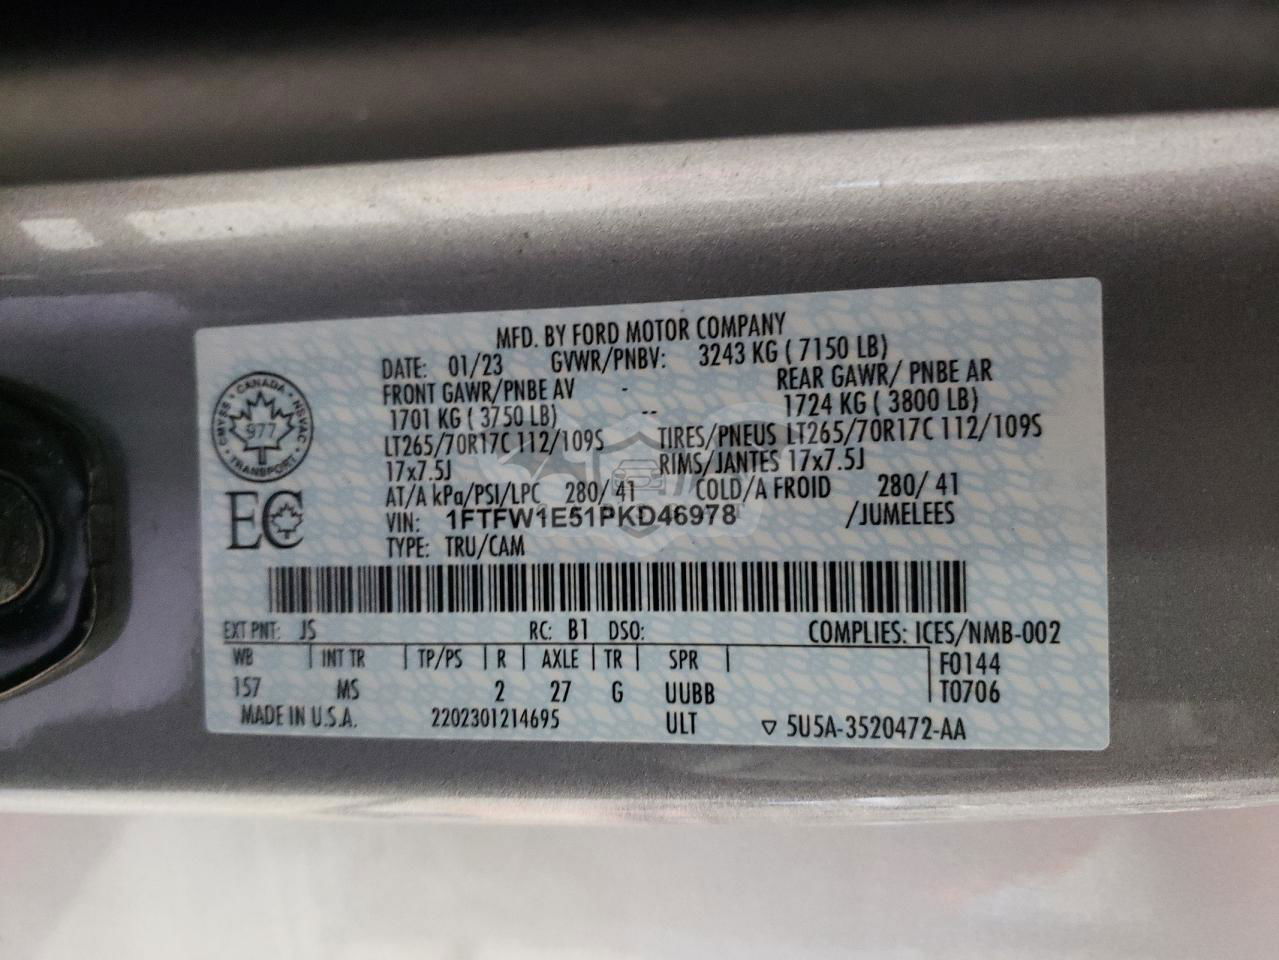 MFD. BY FORD MOTOR COMPANY
DATE: 01/23 GVWR/PNBV: 3243 KG ( 7150 LB)
FRONT GAWR/PNBE AV - REAR GAWR/ PNBE AR
1701 KG ( 3750 LB) -- 1724 KG ( 3800 LB)
LT265/70R17C 112/109S TIRES/PNEUS LT265/70R17C 112/109S
17x7.5J RIMS/JANTES 17x7.5J
AT/A kPa/PSI/LPC 280/ 41 COLD/A FROID 280/ 41
VIN: 1FTFW1E51PKD46978 /JUMELEES
TYPE: TRU/CAM
CANADA
CMVSS NSVAC
977
TRANSPORT
EC
EXT PNT: JS RC: B1 DSO: COMPLIES: ICES/NMB-002
WB | INT TR | TP/PS | R | AXLE | TR | SPR | F0144
157 MS 2 27 G UUBB T0706
MADE IN U.S.A. 2202301214695 ULT ▽ 5U5A-3520472-AA